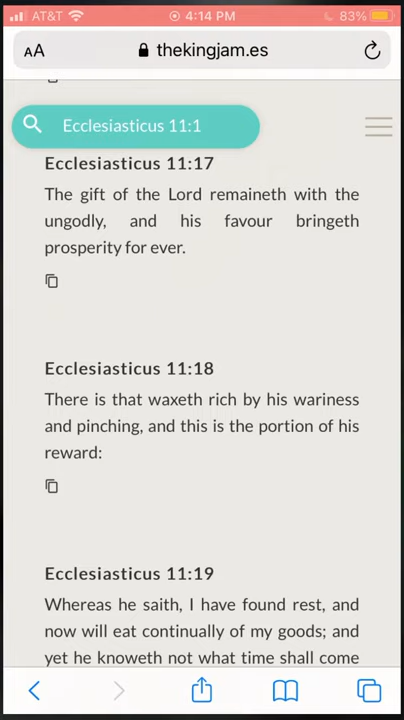 AT&T 4:14 PM 83%
AA thekingjam.es
Ecclesiasticus 11:1
Ecclesiasticus 11:17
The gift of the Lord remaineth with the
ungodly, and his favour bringeth
prosperity for ever.
Ecclesiasticus 11:18
There is that waxeth rich by his wariness
and pinching, and this is the portion of his
reward:
Ecclesiasticus 11:19
Whereas he saith, I have found rest, and
now will eat continually of my goods; and
yet he knoweth not what time shall come